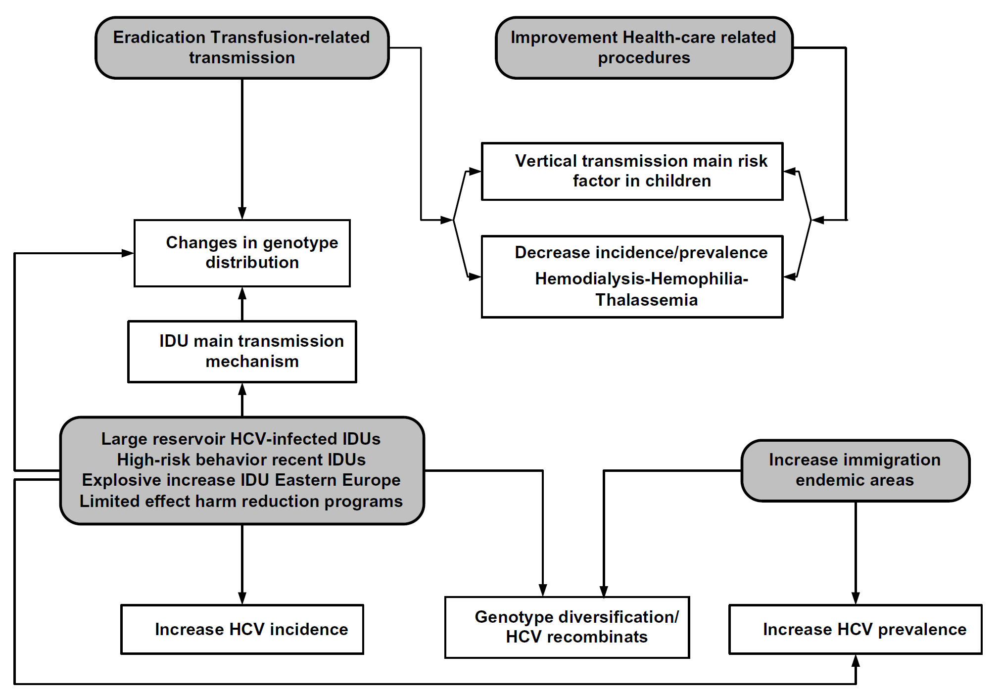 Eradication Transfusion-related
transmission
Improvement Health-care related
procedures
Vertical transmission main risk
factor in children
Changes in genotype
distribution
Decrease incidence/prevalence
Hemodialysis-Hemophilia-
Thalassemia
IDU main transmission
mechanism
Large reservoir HCV-infected IDUs
High-risk behavior recent IDUs
Explosive increase IDU Eastern Europe
Limited effect harm reduction programs
Increase immigration
endemic areas
Increase HCV incidence
Genotype diversification/
HCV recombinats
Increase HCV prevalence